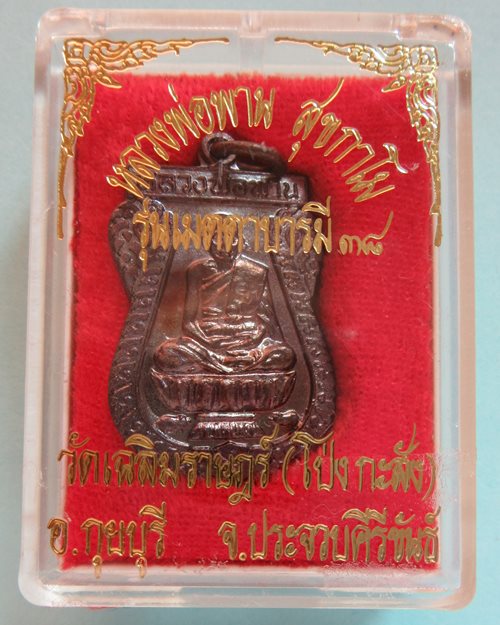 หลวงพ่อพาน สุขกาโม
หลวงพ่อพาน
รุ่นเมตตาบารมี ๓๘
วัดเฉลิมราษฎร์ (โป่งกะสัง)
อ.กุยบุรี จ.ประจวบคีรีขันธ์